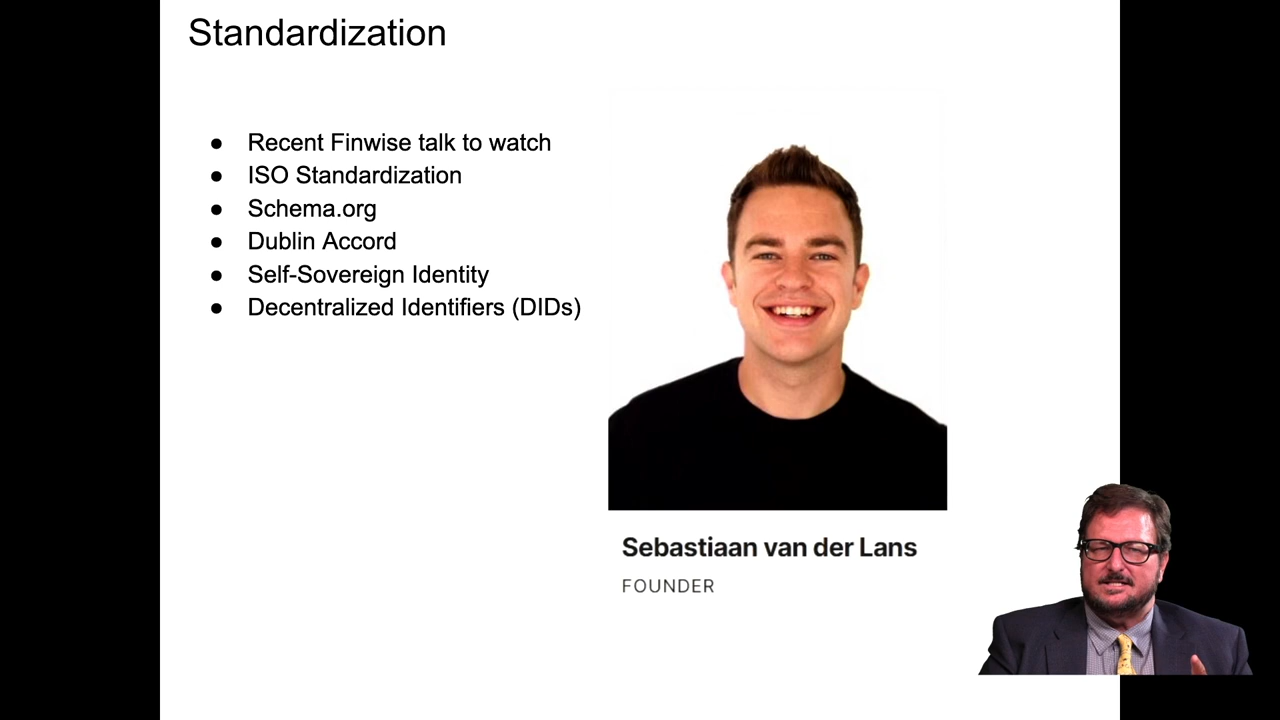 Standardization
● Recent Finwise talk to watch
● ISO Standardization
● Schema.org
● Dublin Accord
● Self-Sovereign Identity
● Decentralized Identifiers (DIDs)
Sebastiaan van der Lans
FOUNDER